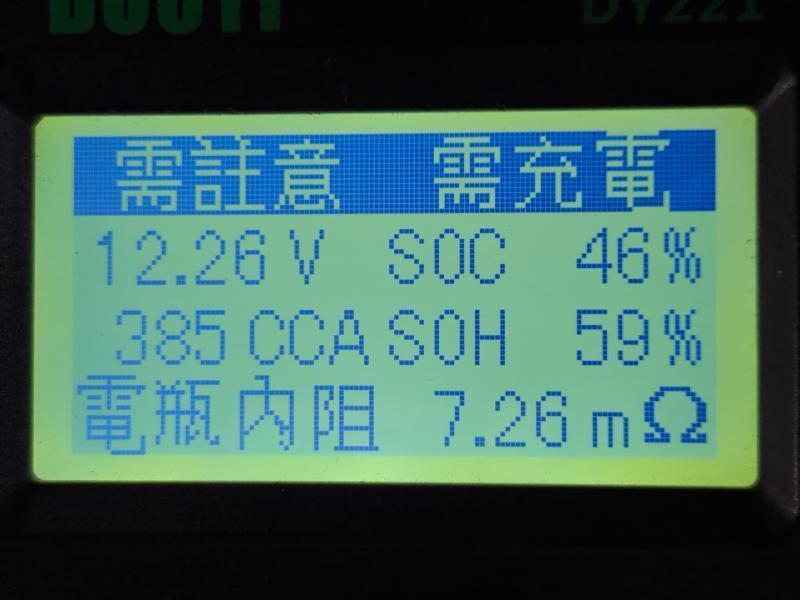 DUOYI
DY221
需註意 需充電
12.26 V SOC 46%
385 CCA SOH 59%
電瓶內阻 7.26 mΩ